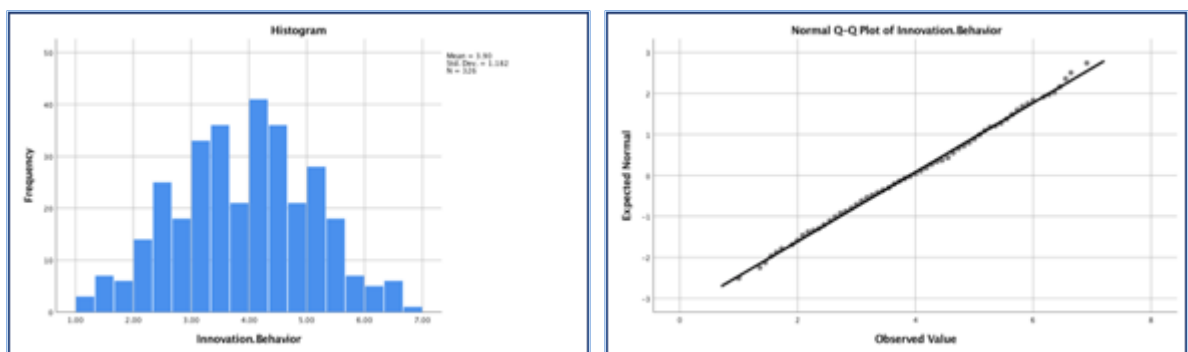 Histogram
50
40
30
20
10
0
Frequency
1.00 2.00 3.00 4.00 5.00 6.00 7.00
Innovation.Behavior
Mean = 3.90
Std. Dev. = 1.182
N = 326
Normal Q-Q Plot of Innovation.Behavior
3
2
1
0
-1
-2
-3
Expected Normal
0 2 4 6 8
Observed Value